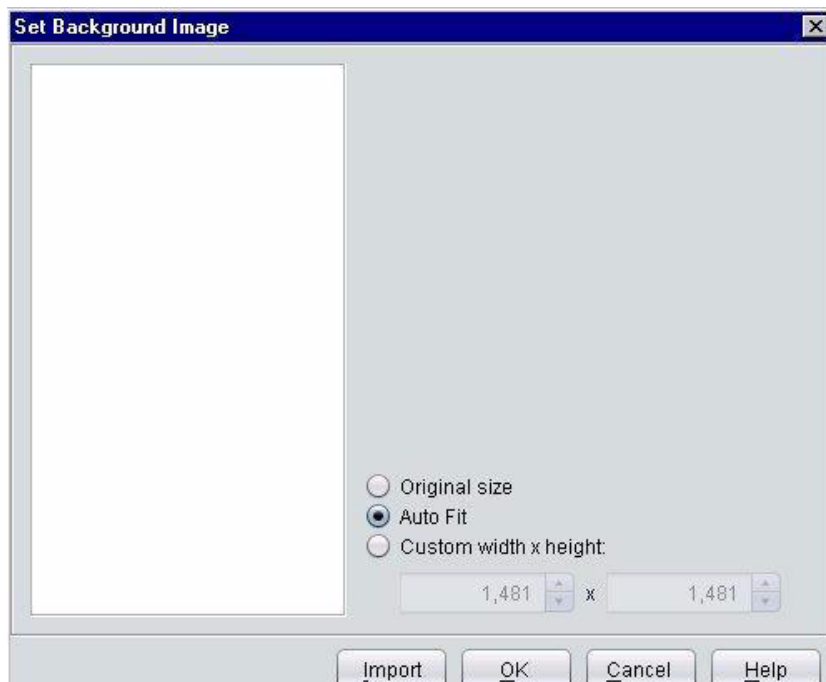 Set Background Image
Original size
Auto Fit
Custom width x height:
1,481 x 1,481
Import OK Cancel Help